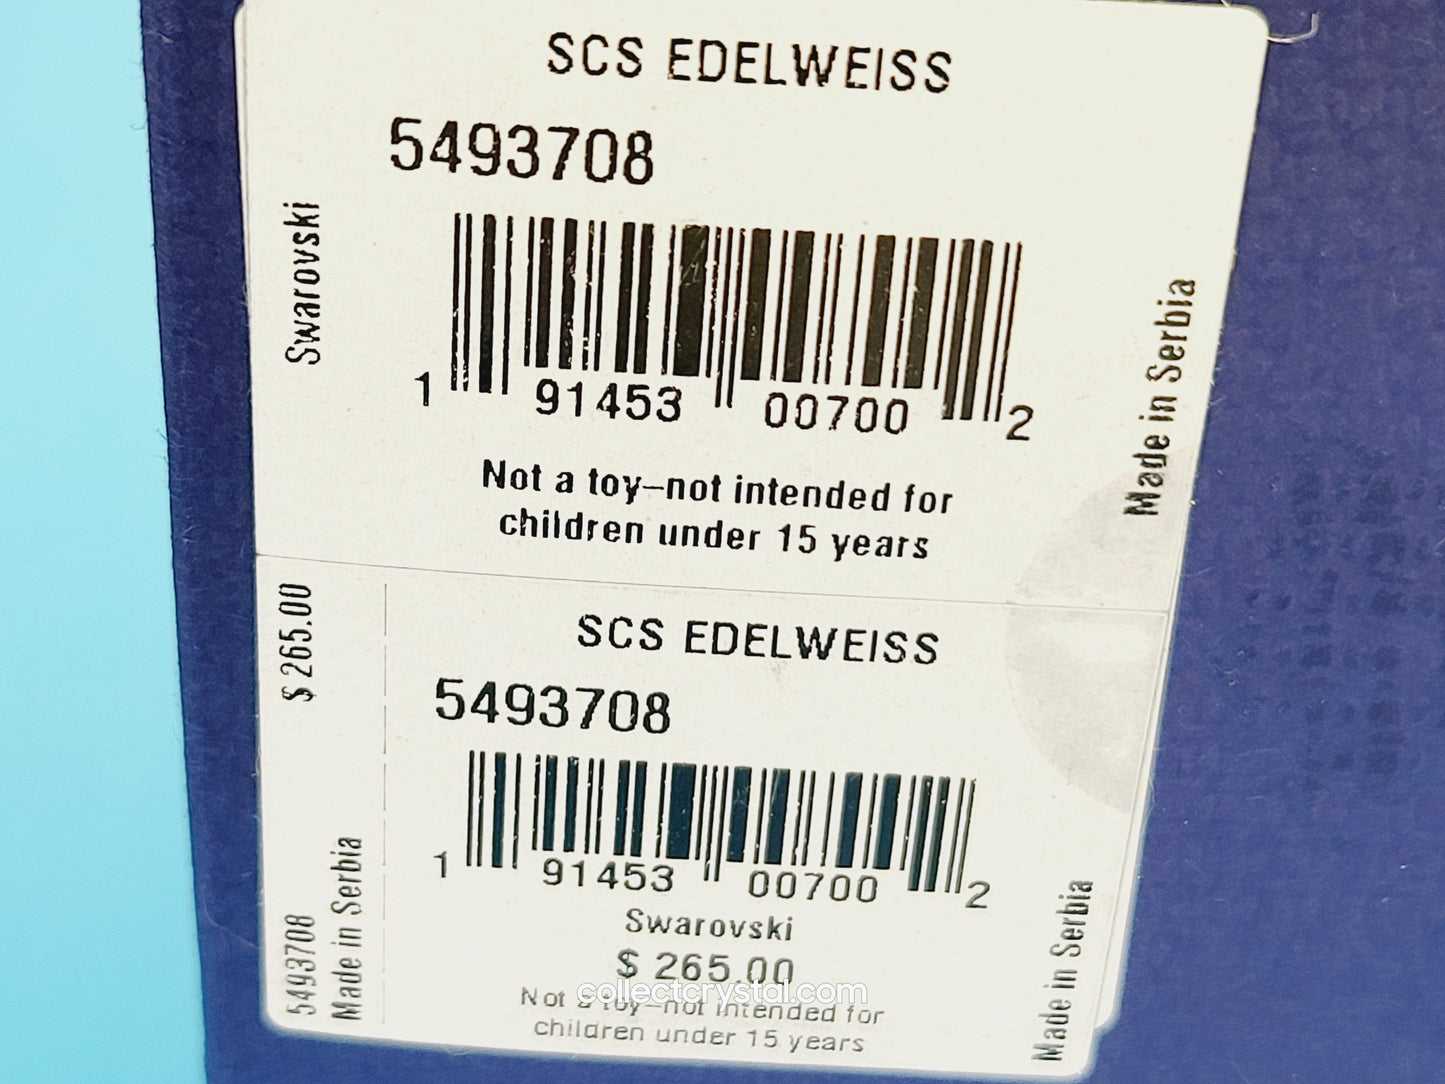 SCS EDELWEISS
5493708
Swarovski
1 91453 00700 2
Made in Serbia
Not a toy—not intended for
children under 15 years
$ 265.00
5493708
Made in Serbia
SCS EDELWEISS
5493708
1 91453 00700 2
Swarovski
$ 265.00
collectcrystal.com
Not a toy—not intended for
children under 15 years
Made in Serbia